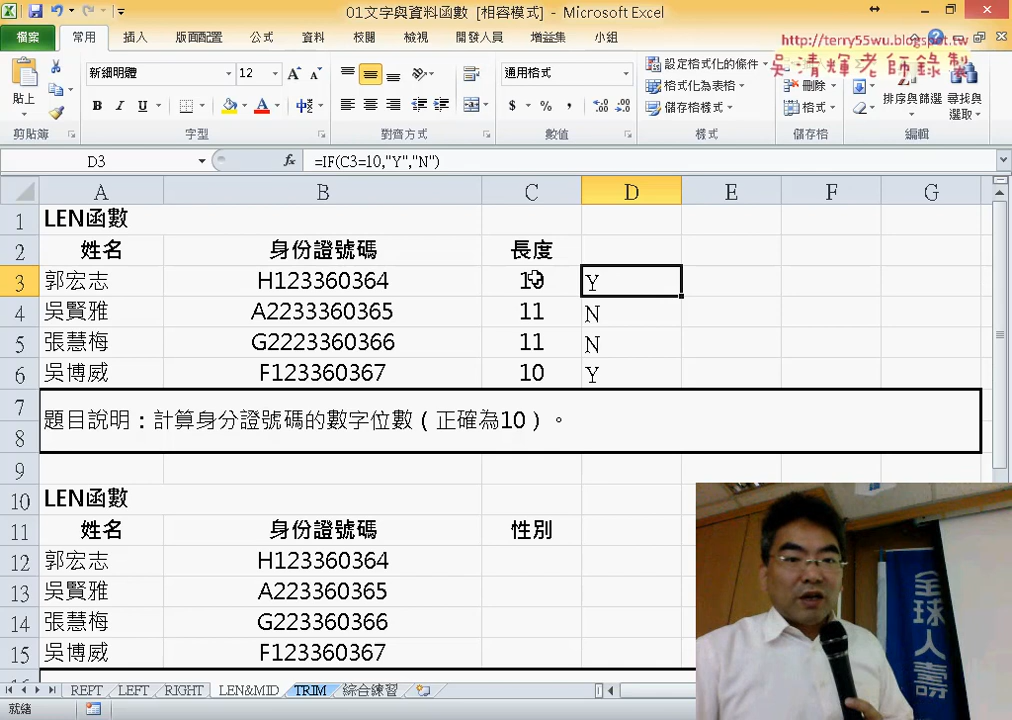 01文字與資料函數 [相容模式] - Microsoft Excel
檔案 常用 插入 版面配置 公式 資料 校閱 檢視 開發人員 增益集 小組
http://terry55wu.blogspot.tw
吳清輝老師錄製
貼上 新細明體 12 通用格式 設定格式化的條件 格式化為表格 儲存格樣式 刪除 格式 排序與篩選 尋找與選取
剪貼簿 字型 對齊方式 數值 樣式 儲存格 編輯
D3 fx =IF(C3=10,"Y","N")
A B C D E F G
1 LEN函數
2 姓名 身份證號碼 長度
3 郭宏志 H123360364 10 Y
4 吳賢雅 A2233360365 11 N
5 張慧梅 G2223360366 11 N
6 吳博威 F123360367 10 Y
7 題目說明：計算身分證號碼的數字位數（正確為10）。
8
9
10 LEN函數
11 姓名 身份證號碼 性別
12 郭宏志 H123360364
13 吳賢雅 A223360365
14 張慧梅 G223360366
15 吳博威 F123360367
REPT LEFT RIGHT LEN&MID TRIM 綜合練習
就緒
全球人壽